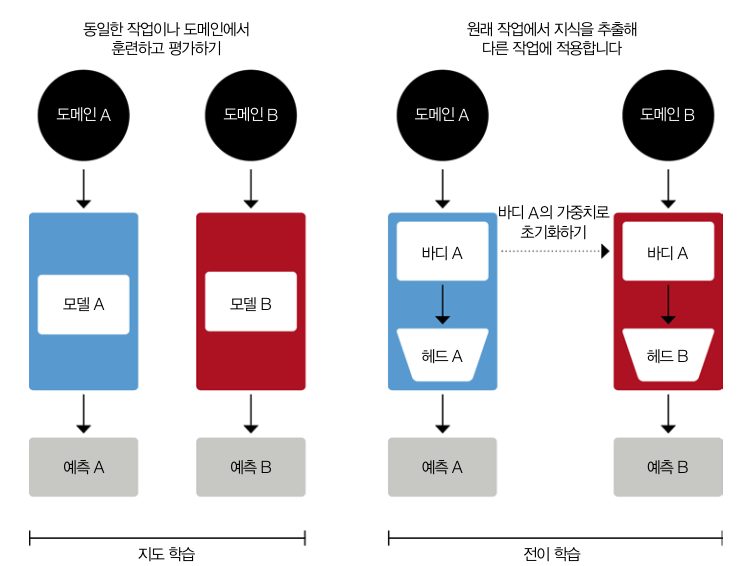 동일한 작업이나 도메인에서
훈련하고 평가하기
원래 작업에서 지식을 추출해
다른 작업에 적용합니다
도메인 A
도메인 B
도메인 A
도메인 B
바디 A의 가중치로
초기화하기
바디 A
바디 A
모델 A
모델 B
헤드 A
헤드 B
예측 A
예측 B
예측 A
예측 B
지도 학습
전이 학습